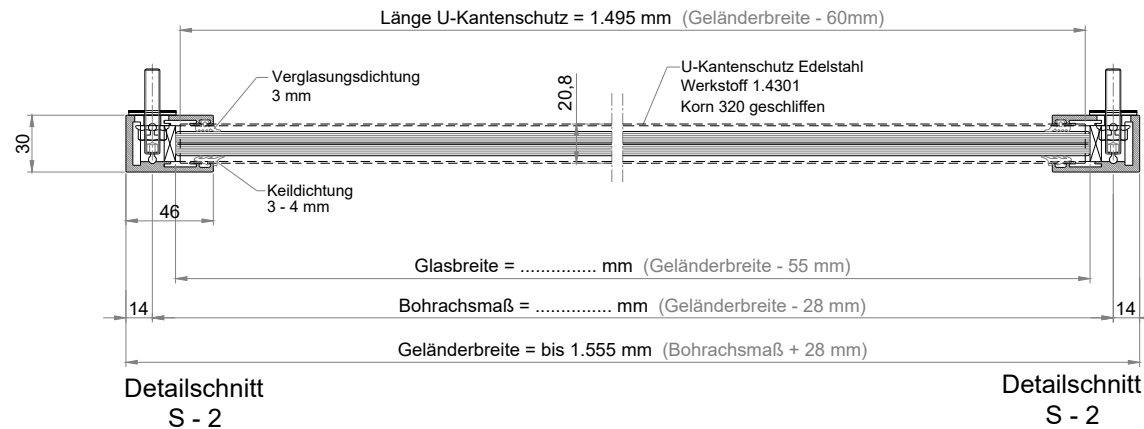 Länge U-Kantenschutz = 1.495 mm (Geländerbreite - 60mm)
Verglasungsdichtung
3 mm
20,8
U-Kantenschutz Edelstahl
Werkstoff 1.4301
Korn 320 geschliffen
30
Keildichtung
3 - 4 mm
46
Glasbreite = ............... mm (Geländerbreite - 55 mm)
14
Bohrachsmaß = ............... mm (Geländerbreite - 28 mm)
14
Geländerbreite = bis 1.555 mm (Bohrachsmaß + 28 mm)
Detailschnitt
S - 2
Detailschnitt
S - 2